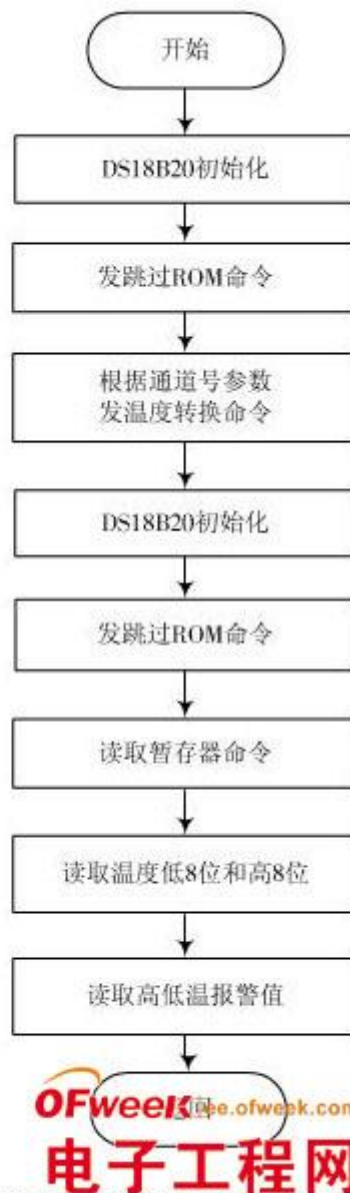 开始
DS18B20初始化
发跳过ROM命令
根据通道号参数
发温度转换命令
DS18B20初始化
发跳过ROM命令
读取暂存器命令
读取温度低8位和高8位
读取高低温报警值
OFweek ee.ofweek.com
电子工程网